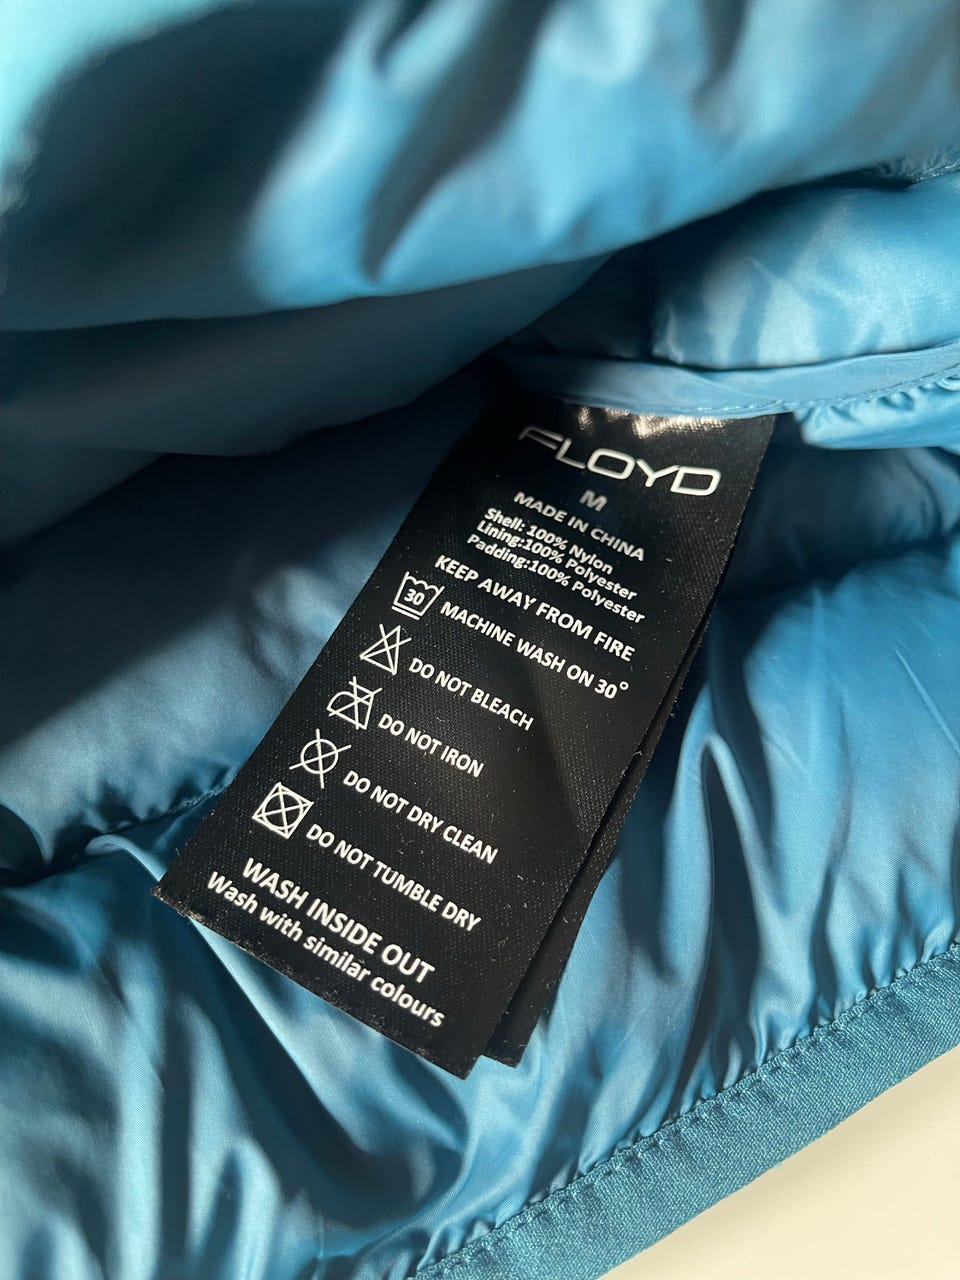 FLOYD
M
MADE IN CHINA
Shell: 100% Nylon
Lining:100% Polyester
Padding:100% Polyester
KEEP AWAY FROM FIRE
30 MACHINE WASH ON 30°
DO NOT BLEACH
DO NOT IRON
DO NOT DRY CLEAN
DO NOT TUMBLE DRY
WASH INSIDE OUT
Wash with similar colours